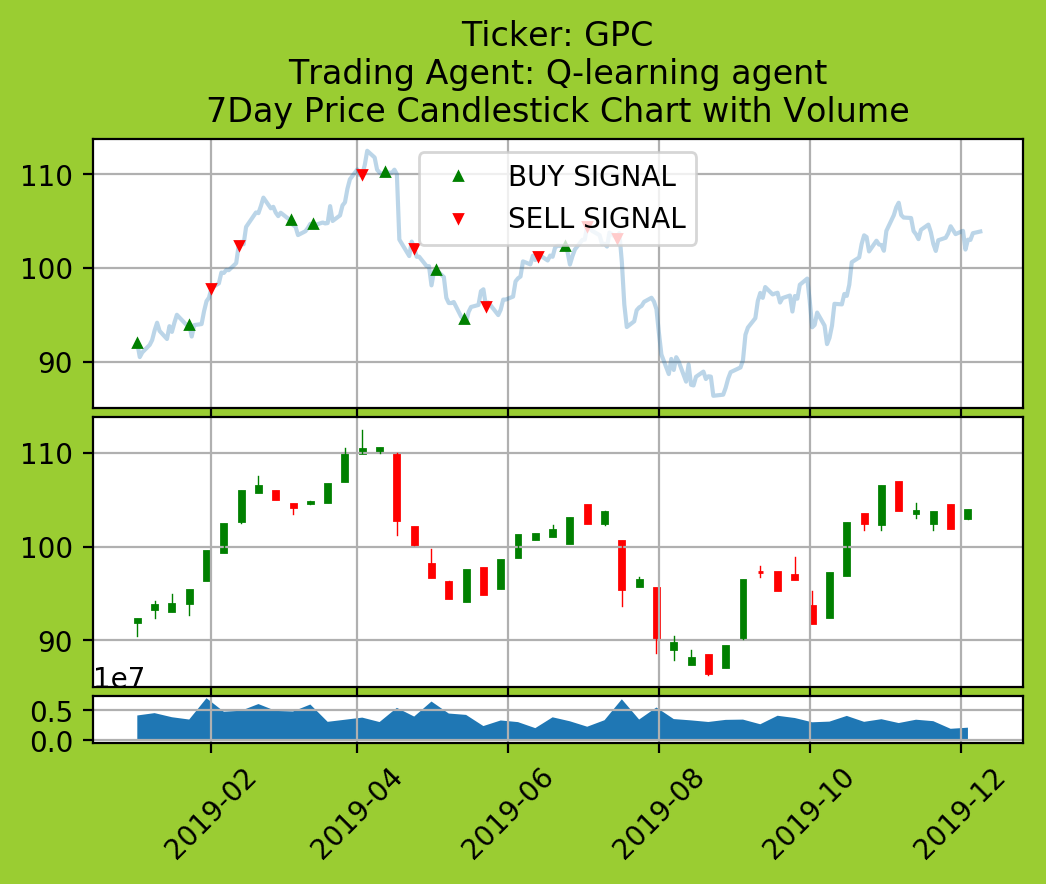 Ticker: GPC
Trading Agent: Q-learning agent
7Day Price Candlestick Chart with Volume
BUY SIGNAL
SELL SIGNAL
110
100
90
110
100
90
1e7
0.5
0.0
2019-02
2019-04
2019-06
2019-08
2019-10
2019-12